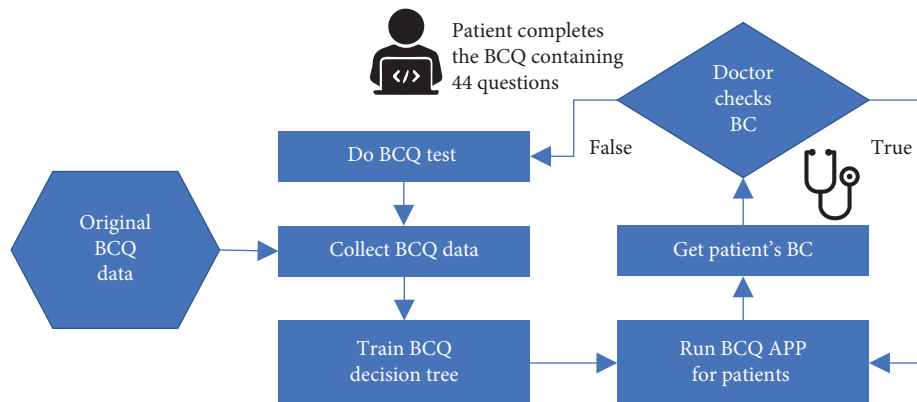 Patient completes
the BCQ containing
44 questions
</>
Doctor
checks
BC
False
True
Do BCQ test
Original
BCQ
data
Collect BCQ data
Get patient's BC
Train BCQ
decision tree
Run BCQ APP
for patients